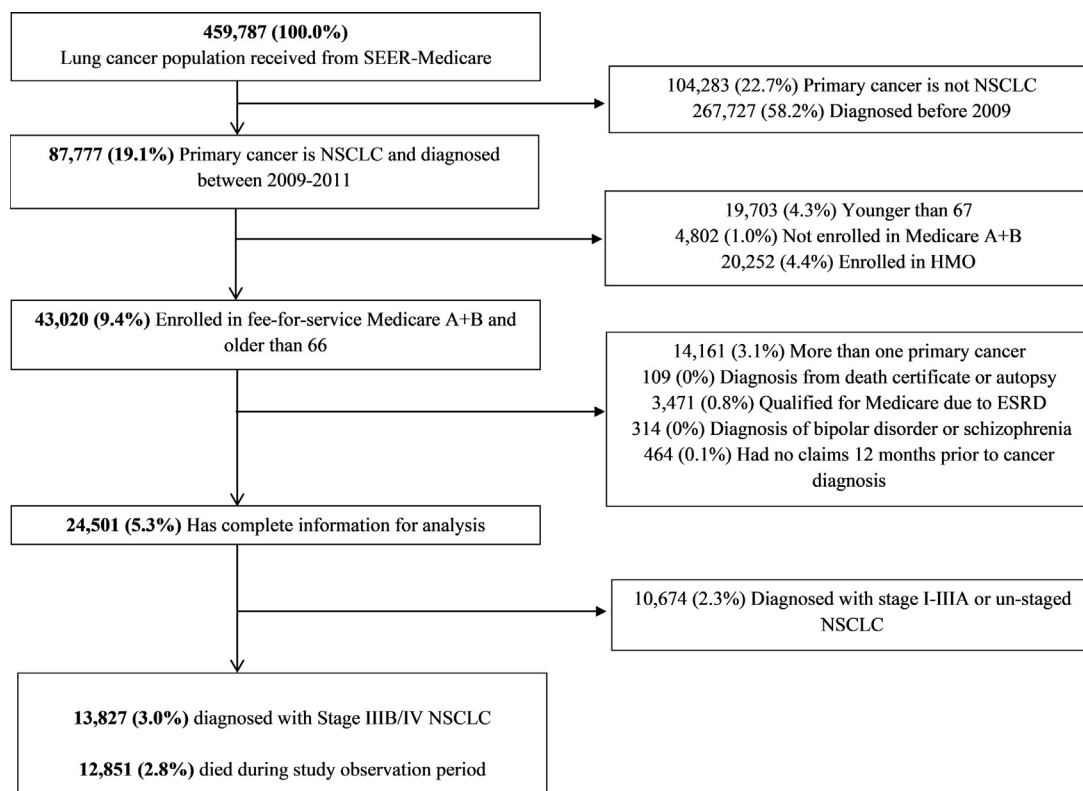 459,787 (100.0%)
Lung cancer population received from SEER-Medicare
104,283 (22.7%) Primary cancer is not NSCLC
267,727 (58.2%) Diagnosed before 2009
87,777 (19.1%) Primary cancer is NSCLC and diagnosed
between 2009-2011
19,703 (4.3%) Younger than 67
4,802 (1.0%) Not enrolled in Medicare A+B
20,252 (4.4%) Enrolled in HMO
43,020 (9.4%) Enrolled in fee-for-service Medicare A+B and
older than 66
14,161 (3.1%) More than one primary cancer
109 (0%) Diagnosis from death certificate or autopsy
3,471 (0.8%) Qualified for Medicare due to ESRD
314 (0%) Diagnosis of bipolar disorder or schizophrenia
464 (0.1%) Had no claims 12 months prior to cancer
diagnosis
24,501 (5.3%) Has complete information for analysis
10,674 (2.3%) Diagnosed with stage I-IIIA or un-staged
NSCLC
13,827 (3.0%) diagnosed with Stage IIIB/IV NSCLC
12,851 (2.8%) died during study observation period